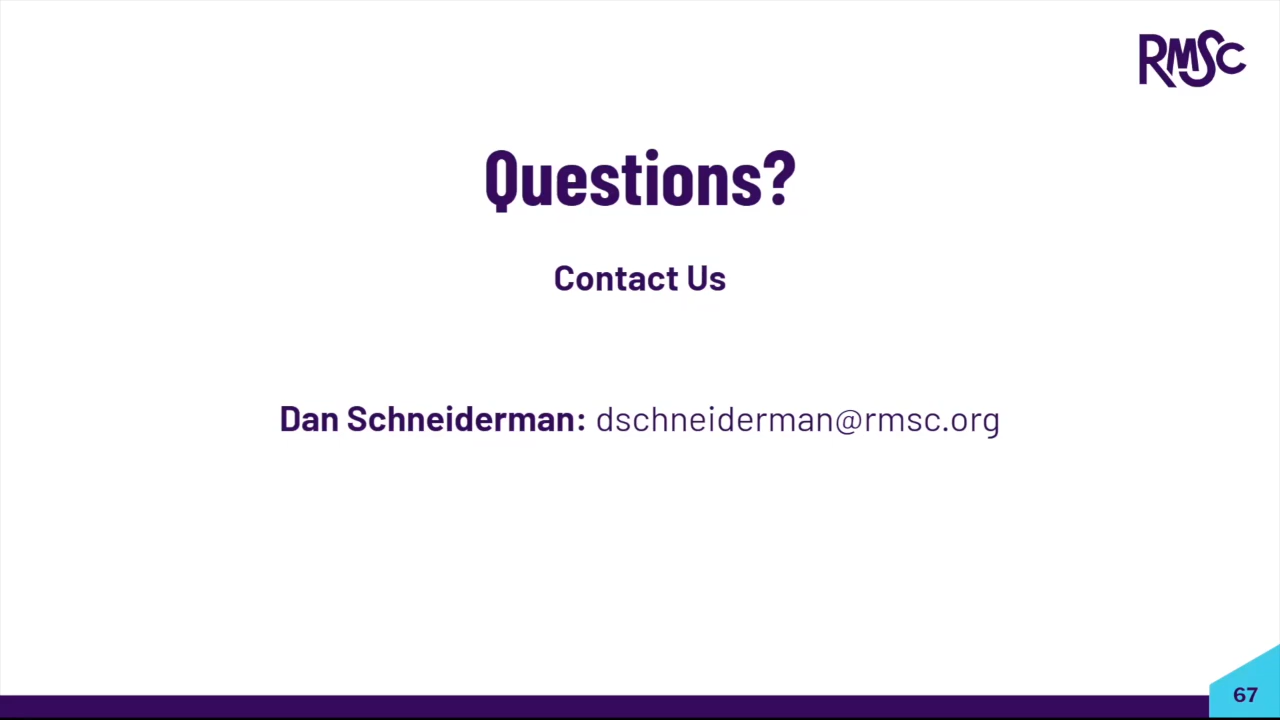 RMSC
Questions?
Contact Us
Dan Schneiderman: dschneiderman@rmsc.org
67